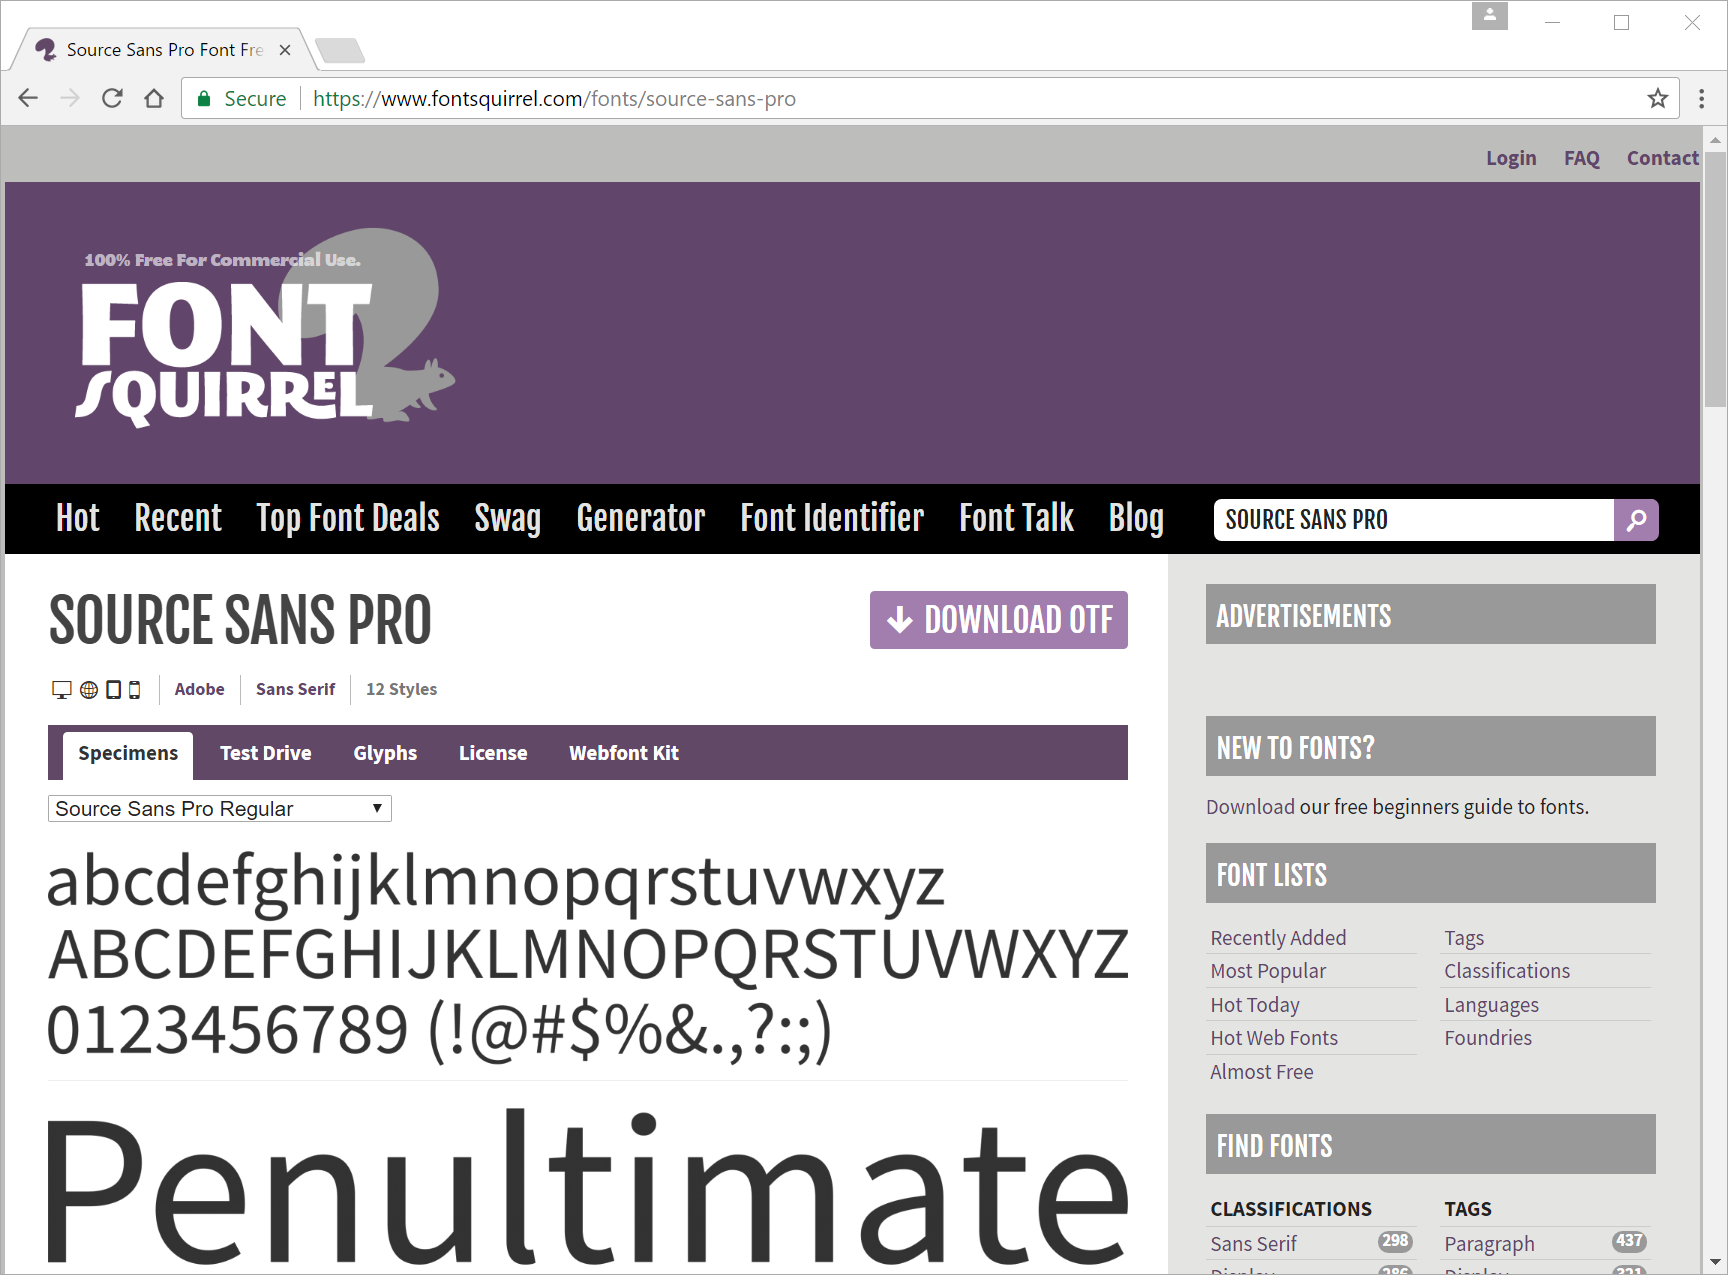 Source Sans Pro Font Fre
Secure https://www.fontsquirrel.com/fonts/source-sans-pro
Login FAQ Contact
100% Free For Commercial Use.
FONT
SQUIRREL
Hot Recent Top Font Deals Swag Generator Font Identifier Font Talk Blog SOURCE SANS PRO
SOURCE SANS PRO
DOWNLOAD OTF
Adobe Sans Serif 12 Styles
Specimens Test Drive Glyphs License Webfont Kit
Source Sans Pro Regular
abcdefghijklmnopqrstuvwxyz
ABCDEFGHIJKLMNOPQRSTUVWXYZ
0123456789 (!@#$%&.,?:;)
Penultimate
ADVERTISEMENTS
NEW TO FONTS?
Download our free beginners guide to fonts.
FONT LISTS
Recently Added Tags
Most Popular Classifications
Hot Today Languages
Hot Web Fonts Foundries
Almost Free
FIND FONTS
CLASSIFICATIONS TAGS
Sans Serif 298 Paragraph 437
Display 286 Display 321